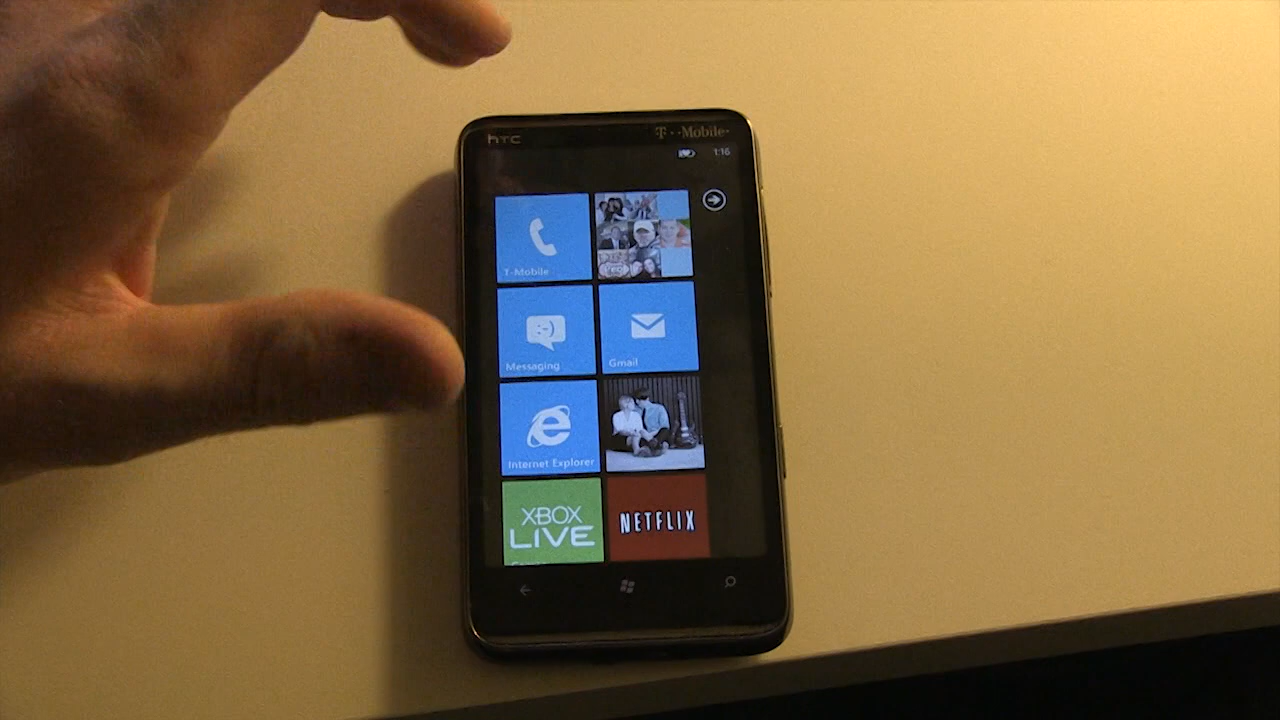 hTC
T··Mobile·
1:16
T-Mobile
Messaging
Gmail
Internet Explorer
XBOX
LIVE
NETFLIX